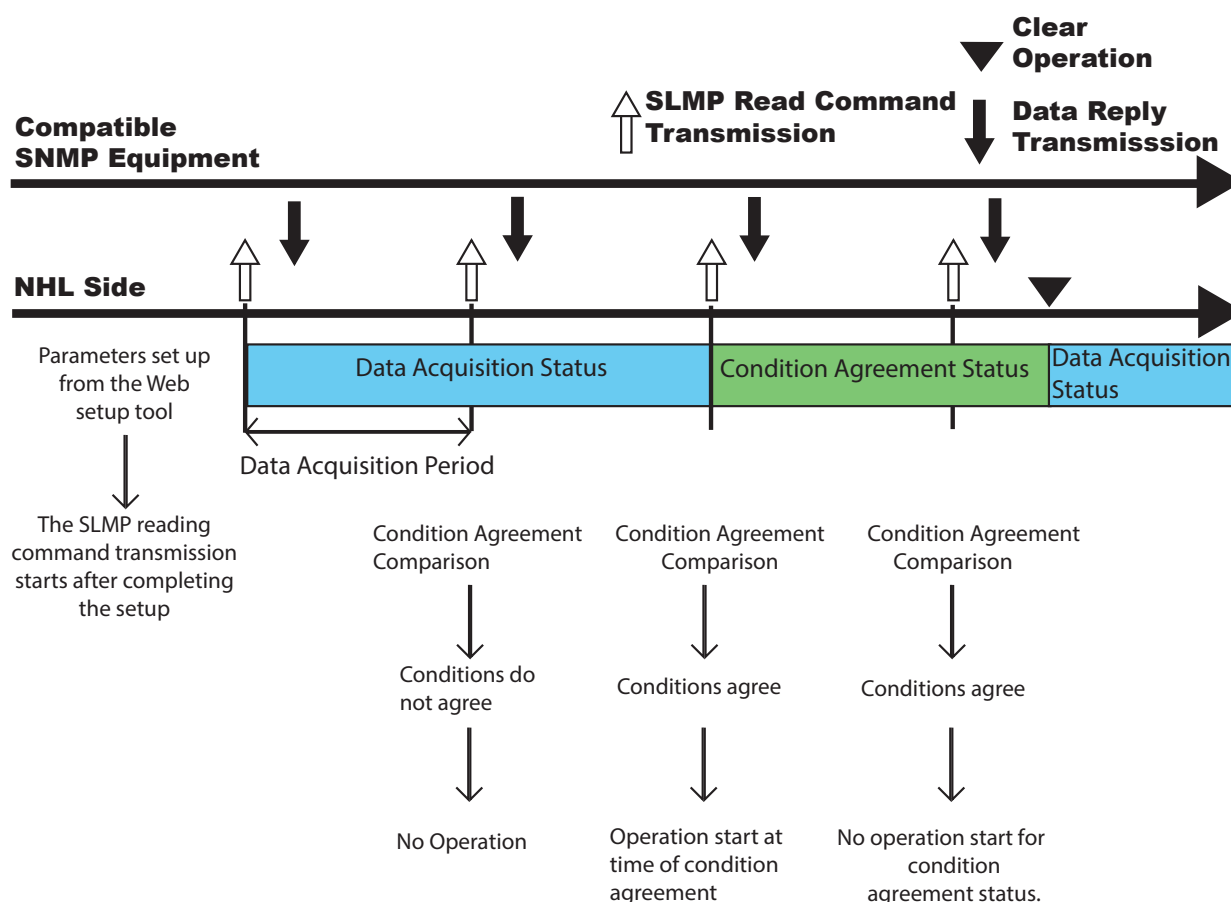 Clear
Operation
SLMP Read Command
Transmission
Data Reply
Transmisssion
Compatible
SNMP Equipment
NHL Side
Parameters set up
from the Web
setup tool
Data Acquisition Status
Condition Agreement Status
Data Acquisition
Status
Data Acquisition Period
The SLMP reading
command transmission
starts after completing
the setup
Condition Agreement
Comparison
Conditions do
not agree
No Operation
Condition Agreement
Comparison
Conditions agree
Operation start at
time of condition
agreement
Condition Agreement
Comparison
Conditions agree
No operation start for
condition
agreement status.